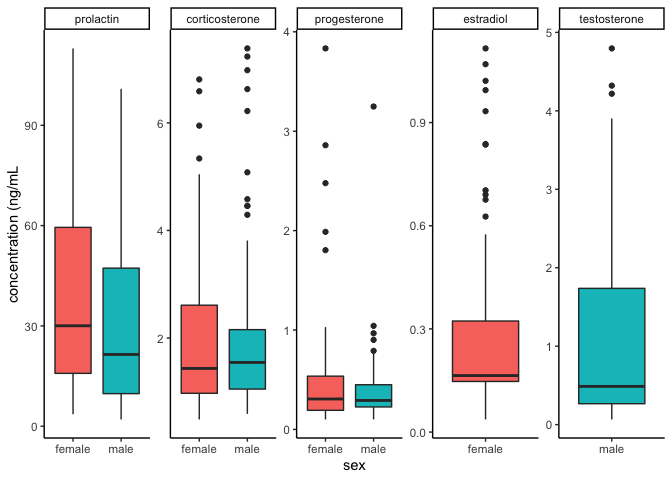 prolactin
corticosterone
progesterone
estradiol
testosterone
concentration (ng/mL
0
30
60
90
2
4
6
0
1
2
3
4
0.0
0.3
0.6
0.9
0
1
2
3
4
5
female male
female male
female male
female
male
sex